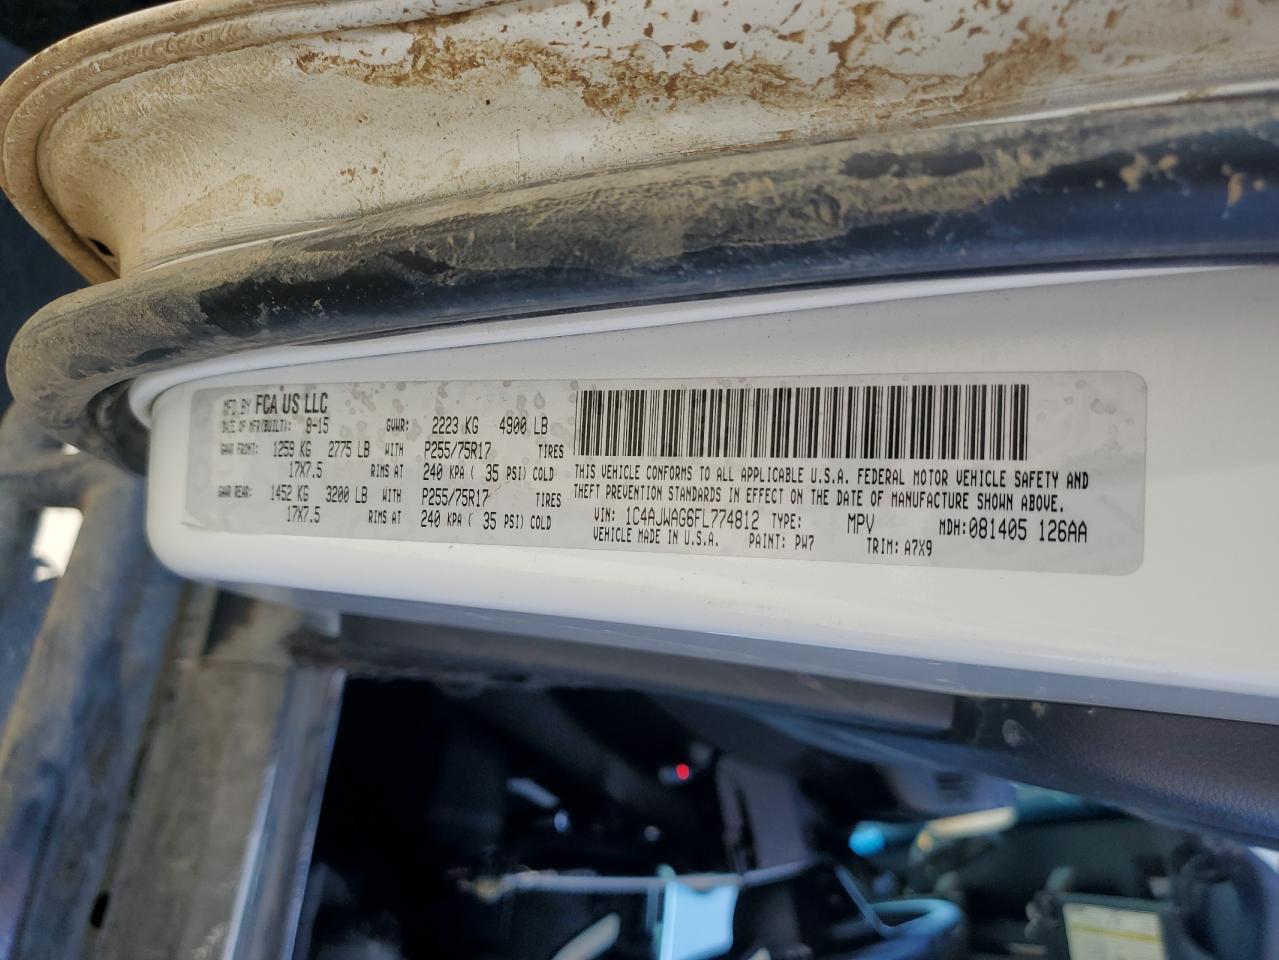 MFD BY FCA US LLC
DATE OF MFR(BUILT): 8-15 GVWR: 2223 KG 4900 LB
GAWR FRONT: 1259 KG 2775 LB WITH P255/75R17 TIRES
17X7.5 RIMS AT 240 KPA ( 35 PSI) COLD
GAWR REAR: 1452 KG 3200 LB WITH P255/75R17 TIRES
17X7.5 RIMS AT 240 KPA ( 35 PSI) COLD
THIS VEHICLE CONFORMS TO ALL APPLICABLE U.S.A. FEDERAL MOTOR VEHICLE SAFETY AND
THEFT PREVENTION STANDARDS IN EFFECT ON THE DATE OF MANUFACTURE SHOWN ABOVE.
VIN: 1C4AJWAG6FL774812 TYPE: MPV MDH:081405 126AA
VEHICLE MADE IN U.S.A. PAINT: PW7 TRIM: A7X9